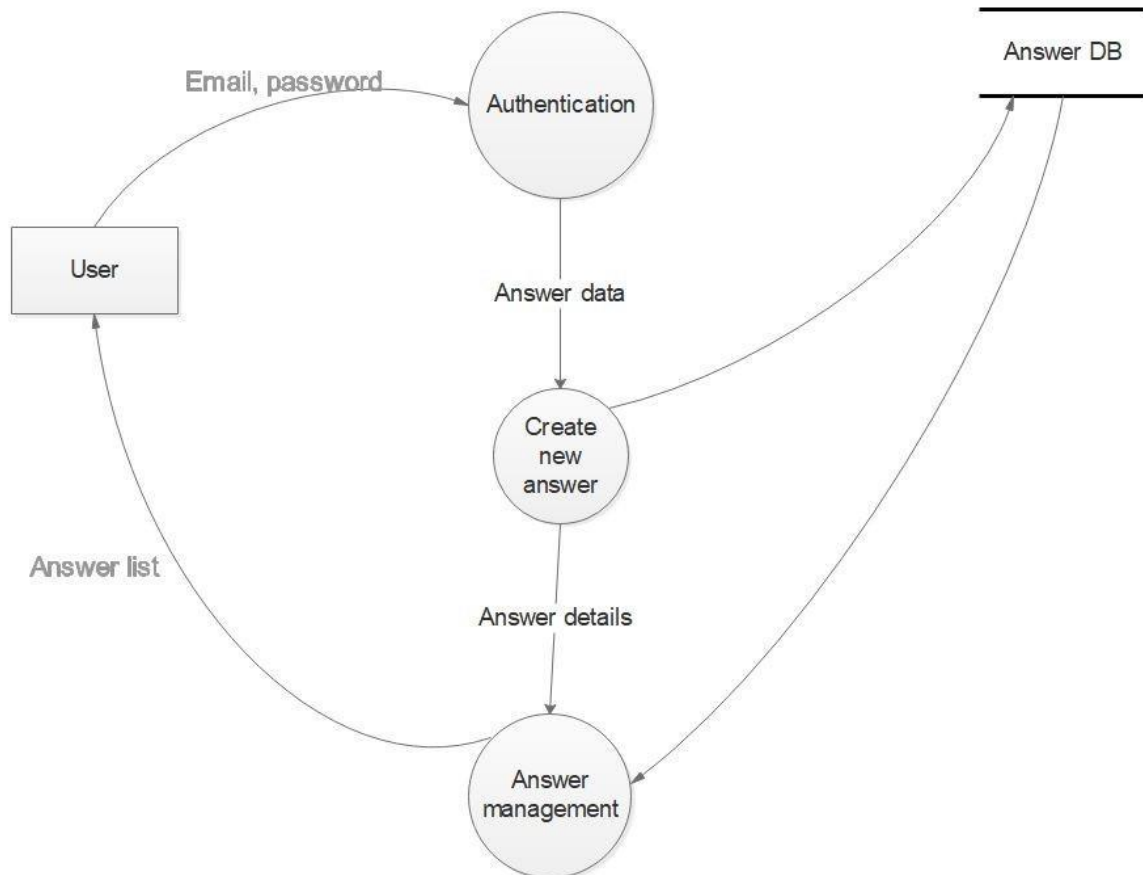 Answer DB
Email, password
Authentication
User
Answer data
Create
new
answer
Answer list
Answer details
Answer
management